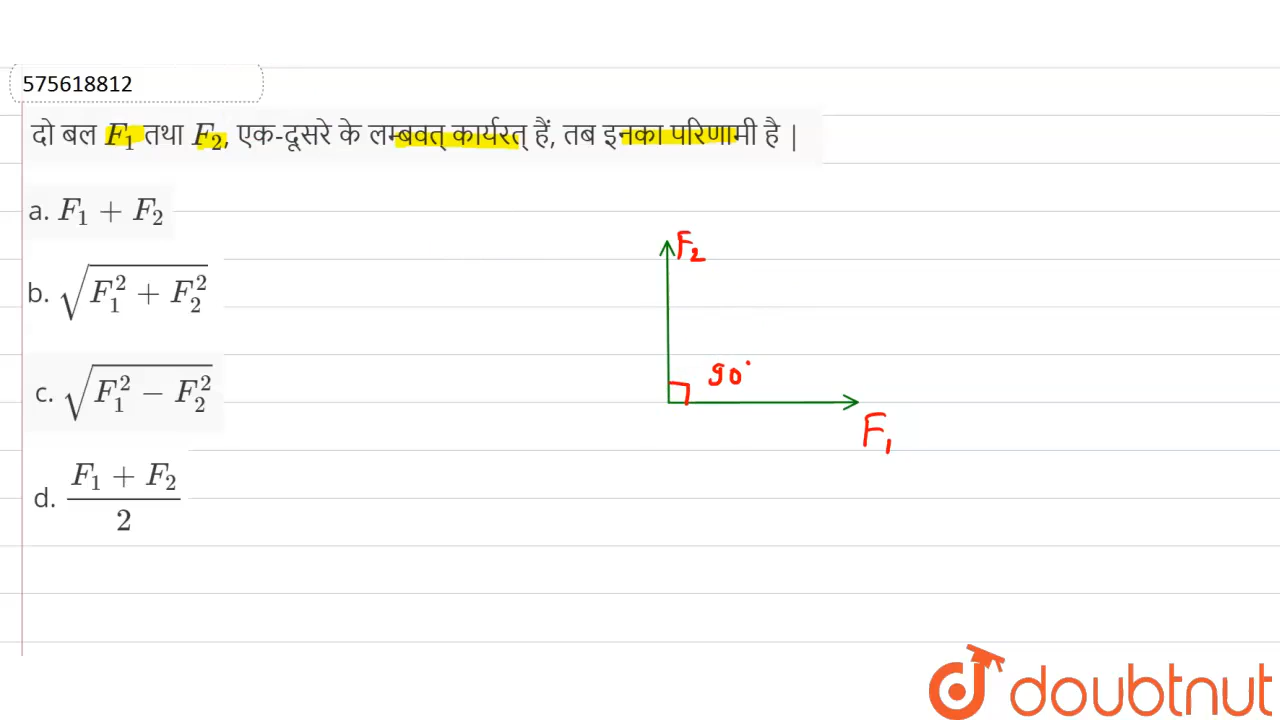 575618812
दो बल F₁ तथा F₂, एक-दूसरे के लम्बवत् कार्यरत् हैं, तब इनका परिणामी है |
a. F₁ + F₂
b. √(F₁² + F₂²)
c. √(F₁² − F₂²)
d. (F₁ + F₂)/2
F₂
90°
F₁
doubtnut